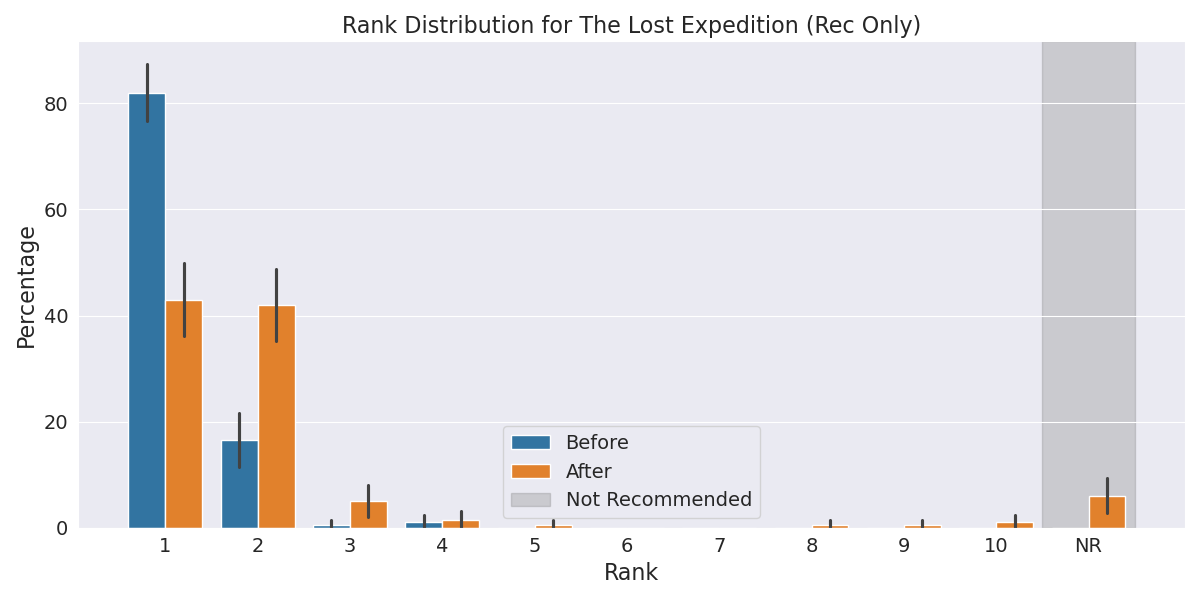 Rank Distribution for The Lost Expedition (Rec Only)
Percentage
80
60
40
20
0
Before
After
Not Recommended
1 2 3 4 5 6 7 8 9 10 NR
Rank